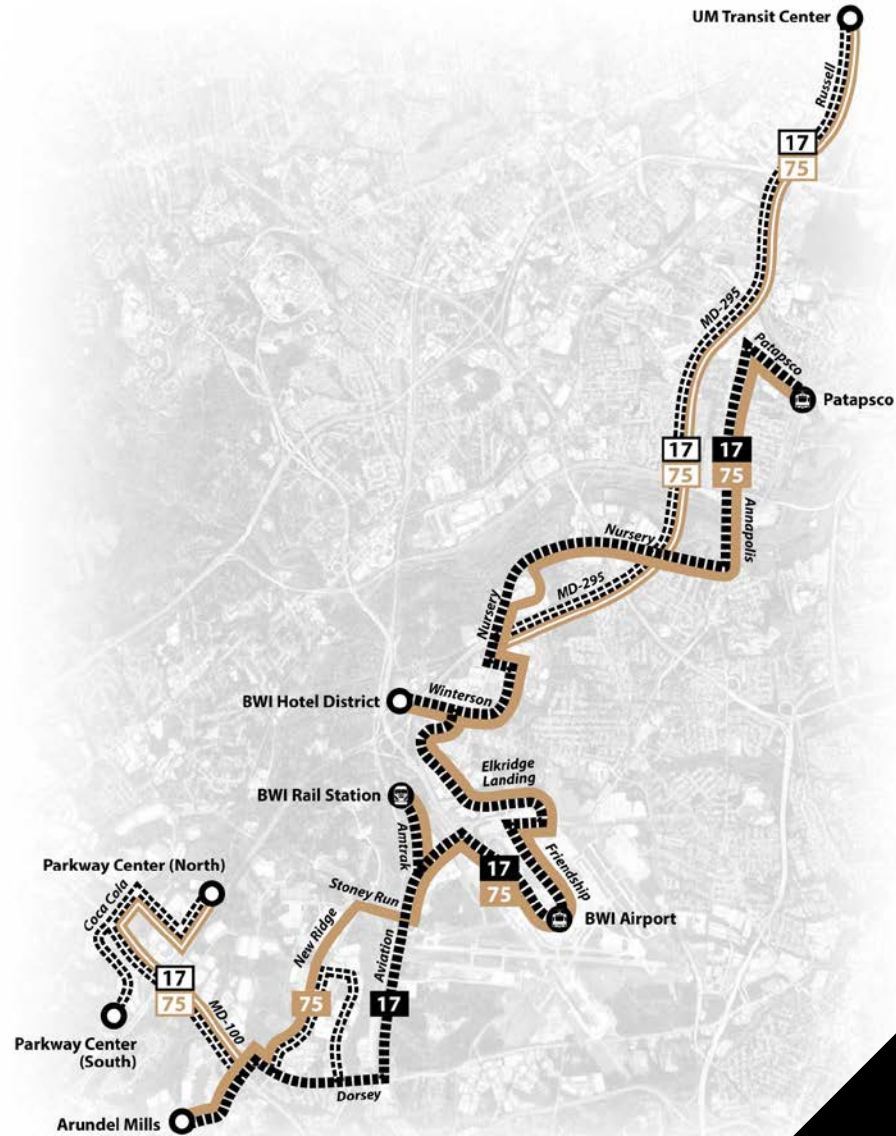 UM Transit Center
Russell
17
75
MD-295
Patapsco
Patapsco
17
75
17
75
Annapolis
Nursery
MD-295
Nursery
BWI Hotel District
Winterson
Elkridge
Landing
BWI Rail Station
Amtrak
Friendship
17
75
BWI Airport
Parkway Center (North)
Coca Cola
Stoney Run
New Ridge
Aviation
17
75
MD-100
75
17
Parkway Center
(South)
Dorsey
Arundel Mills